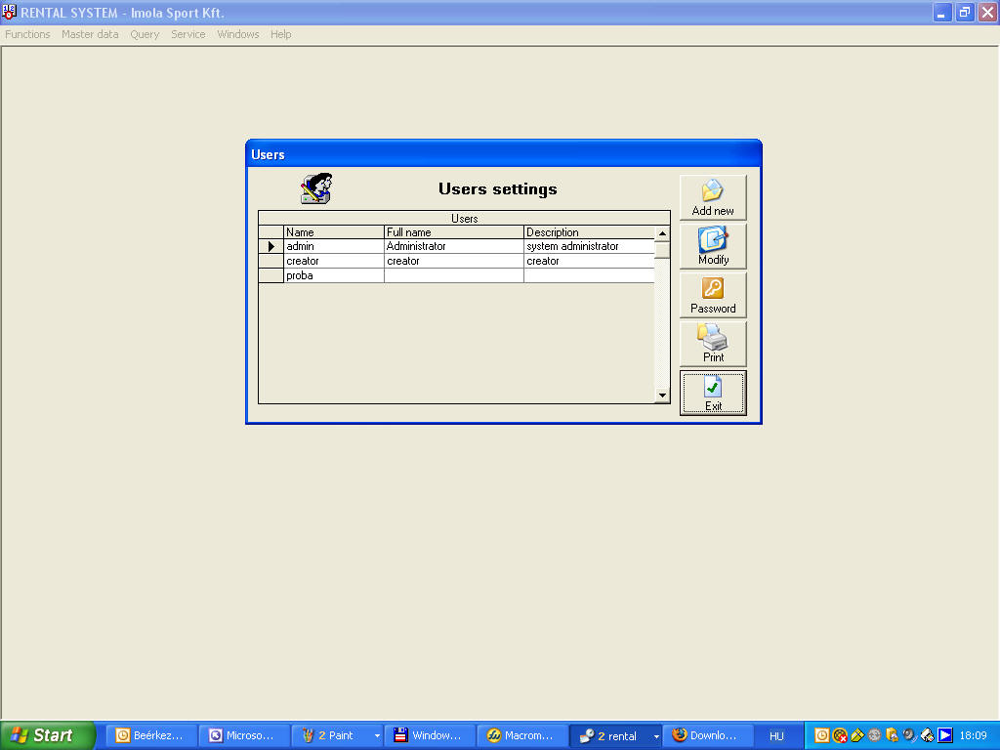 RENTAL SYSTEM - Imola Sport Kft.
Functions Master data Query Service Windows Help
Users
Users settings
Users
Name Full name Description
admin Administrator system administrator
creator creator creator
proba
Add new
Modify
Password
Print
Exit
Start Beérkez... Microso... 2 Paint Window... Macrom... 2 rental Downlo... HU 18:09